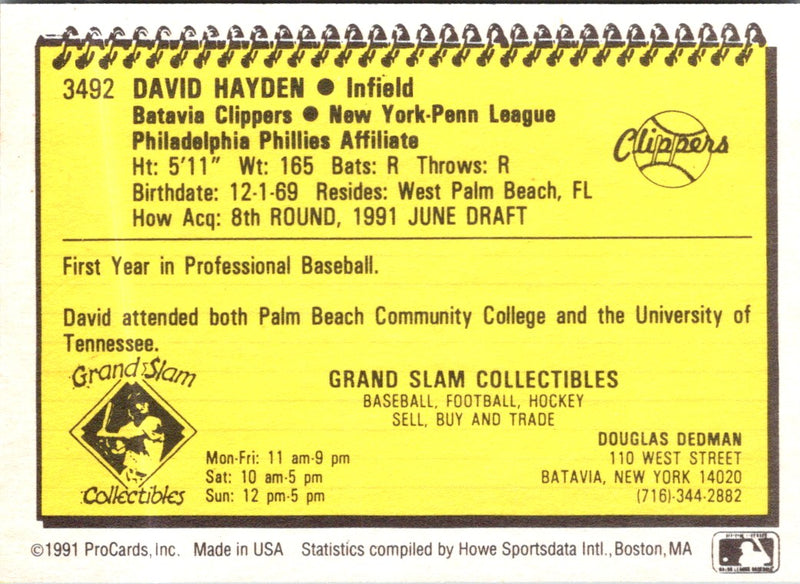 3492 DAVID HAYDEN ● Infield
Batavia Clippers ● New York-Penn League
Philadelphia Phillies Affiliate
Clippers
Ht: 5'11" Wt: 165 Bats: R Throws: R
Birthdate: 12-1-69 Resides: West Palm Beach, FL
How Acq: 8th ROUND, 1991 JUNE DRAFT
First Year in Professional Baseball.
David attended both Palm Beach Community College and the University of
Tennessee.
Grand Slam
Collectibles
GRAND SLAM COLLECTIBLES
BASEBALL, FOOTBALL, HOCKEY
SELL, BUY AND TRADE
Mon-Fri: 11 am-9 pm
Sat: 10 am-5 pm
Sun: 12 pm-5 pm
DOUGLAS DEDMAN
110 WEST STREET
BATAVIA, NEW YORK 14020
(716)-344-2882
©1991 ProCards, Inc. Made in USA Statistics compiled by Howe Sportsdata Intl., Boston, MA